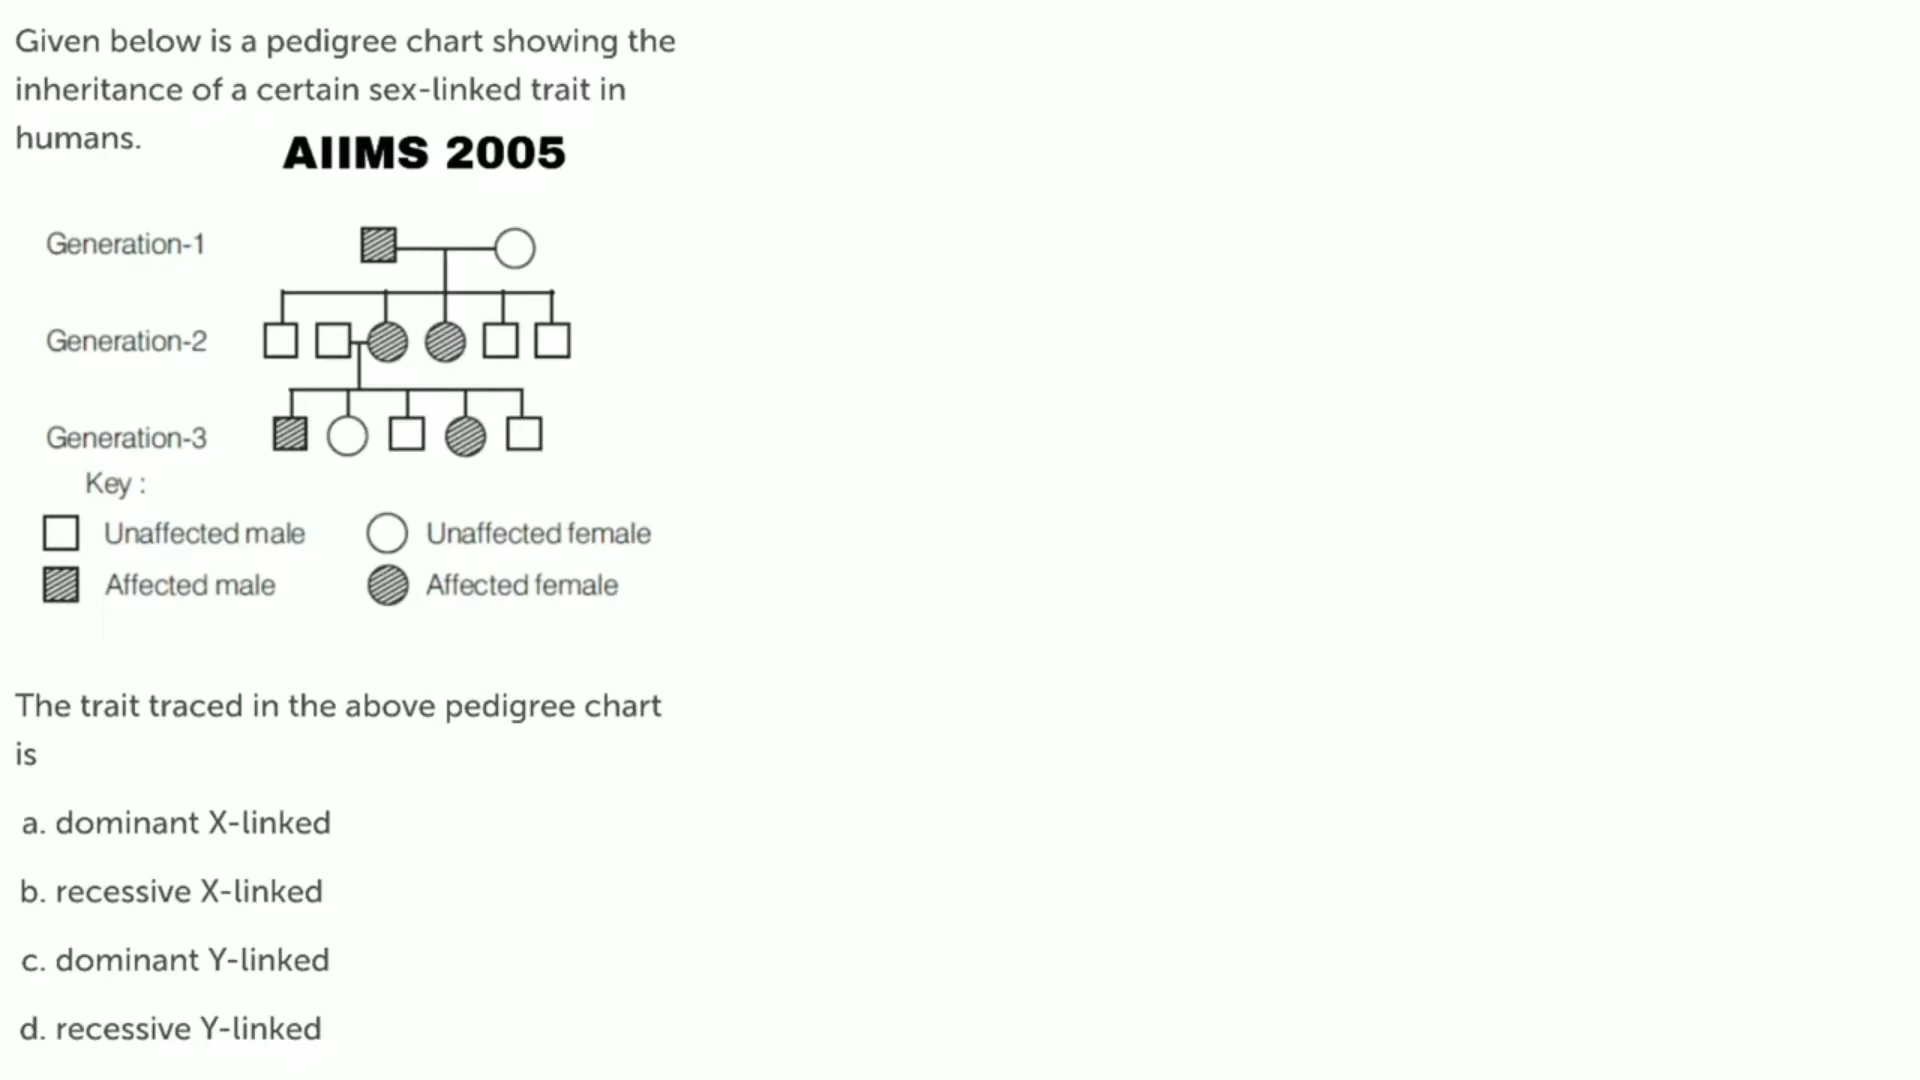 Given below is a pedigree chart showing the
inheritance of a certain sex-linked trait in
humans.
AIIMS 2005
Generation-1
Generation-2
Generation-3
Key :
Unaffected male
Unaffected female
Affected male
Affected female
The trait traced in the above pedigree chart
is
a. dominant X-linked
b. recessive X-linked
c. dominant Y-linked
d. recessive Y-linked